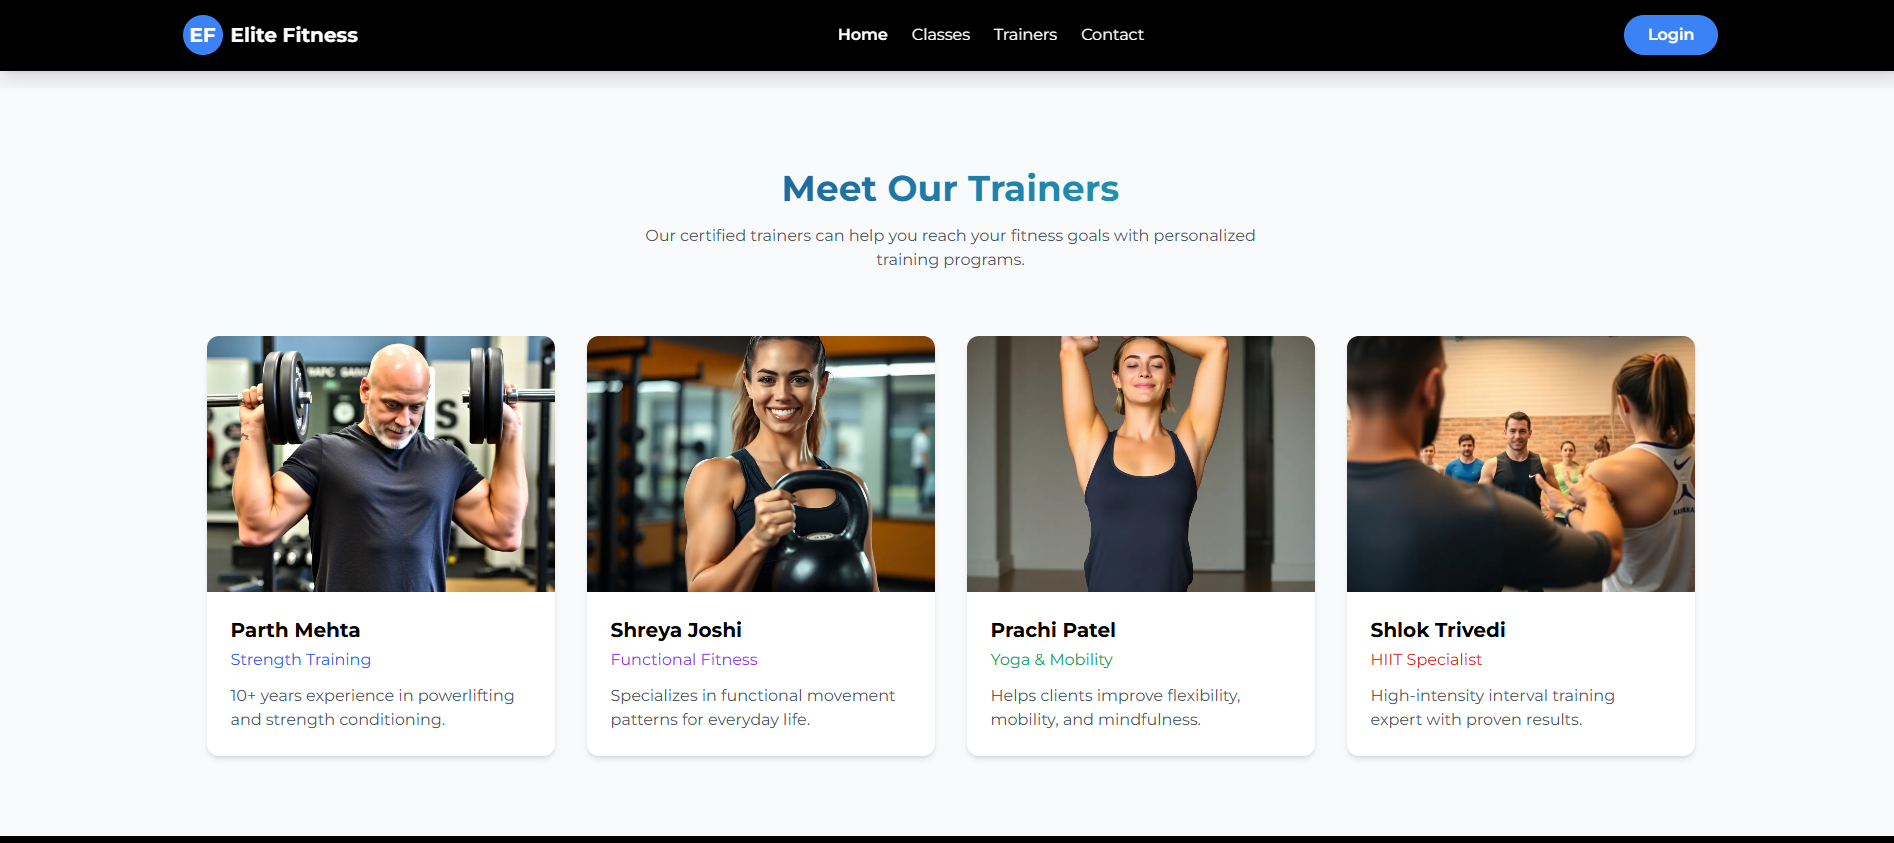 EF Elite Fitness
Home Classes Trainers Contact
Login
Meet Our Trainers
Our certified trainers can help you reach your fitness goals with personalized
training programs.
Parth Mehta
Strength Training
10+ years experience in powerlifting
and strength conditioning.
Shreya Joshi
Functional Fitness
Specializes in functional movement
patterns for everyday life.
Prachi Patel
Yoga & Mobility
Helps clients improve flexibility,
mobility, and mindfulness.
Shlok Trivedi
HIIT Specialist
High-intensity interval training
expert with proven results.